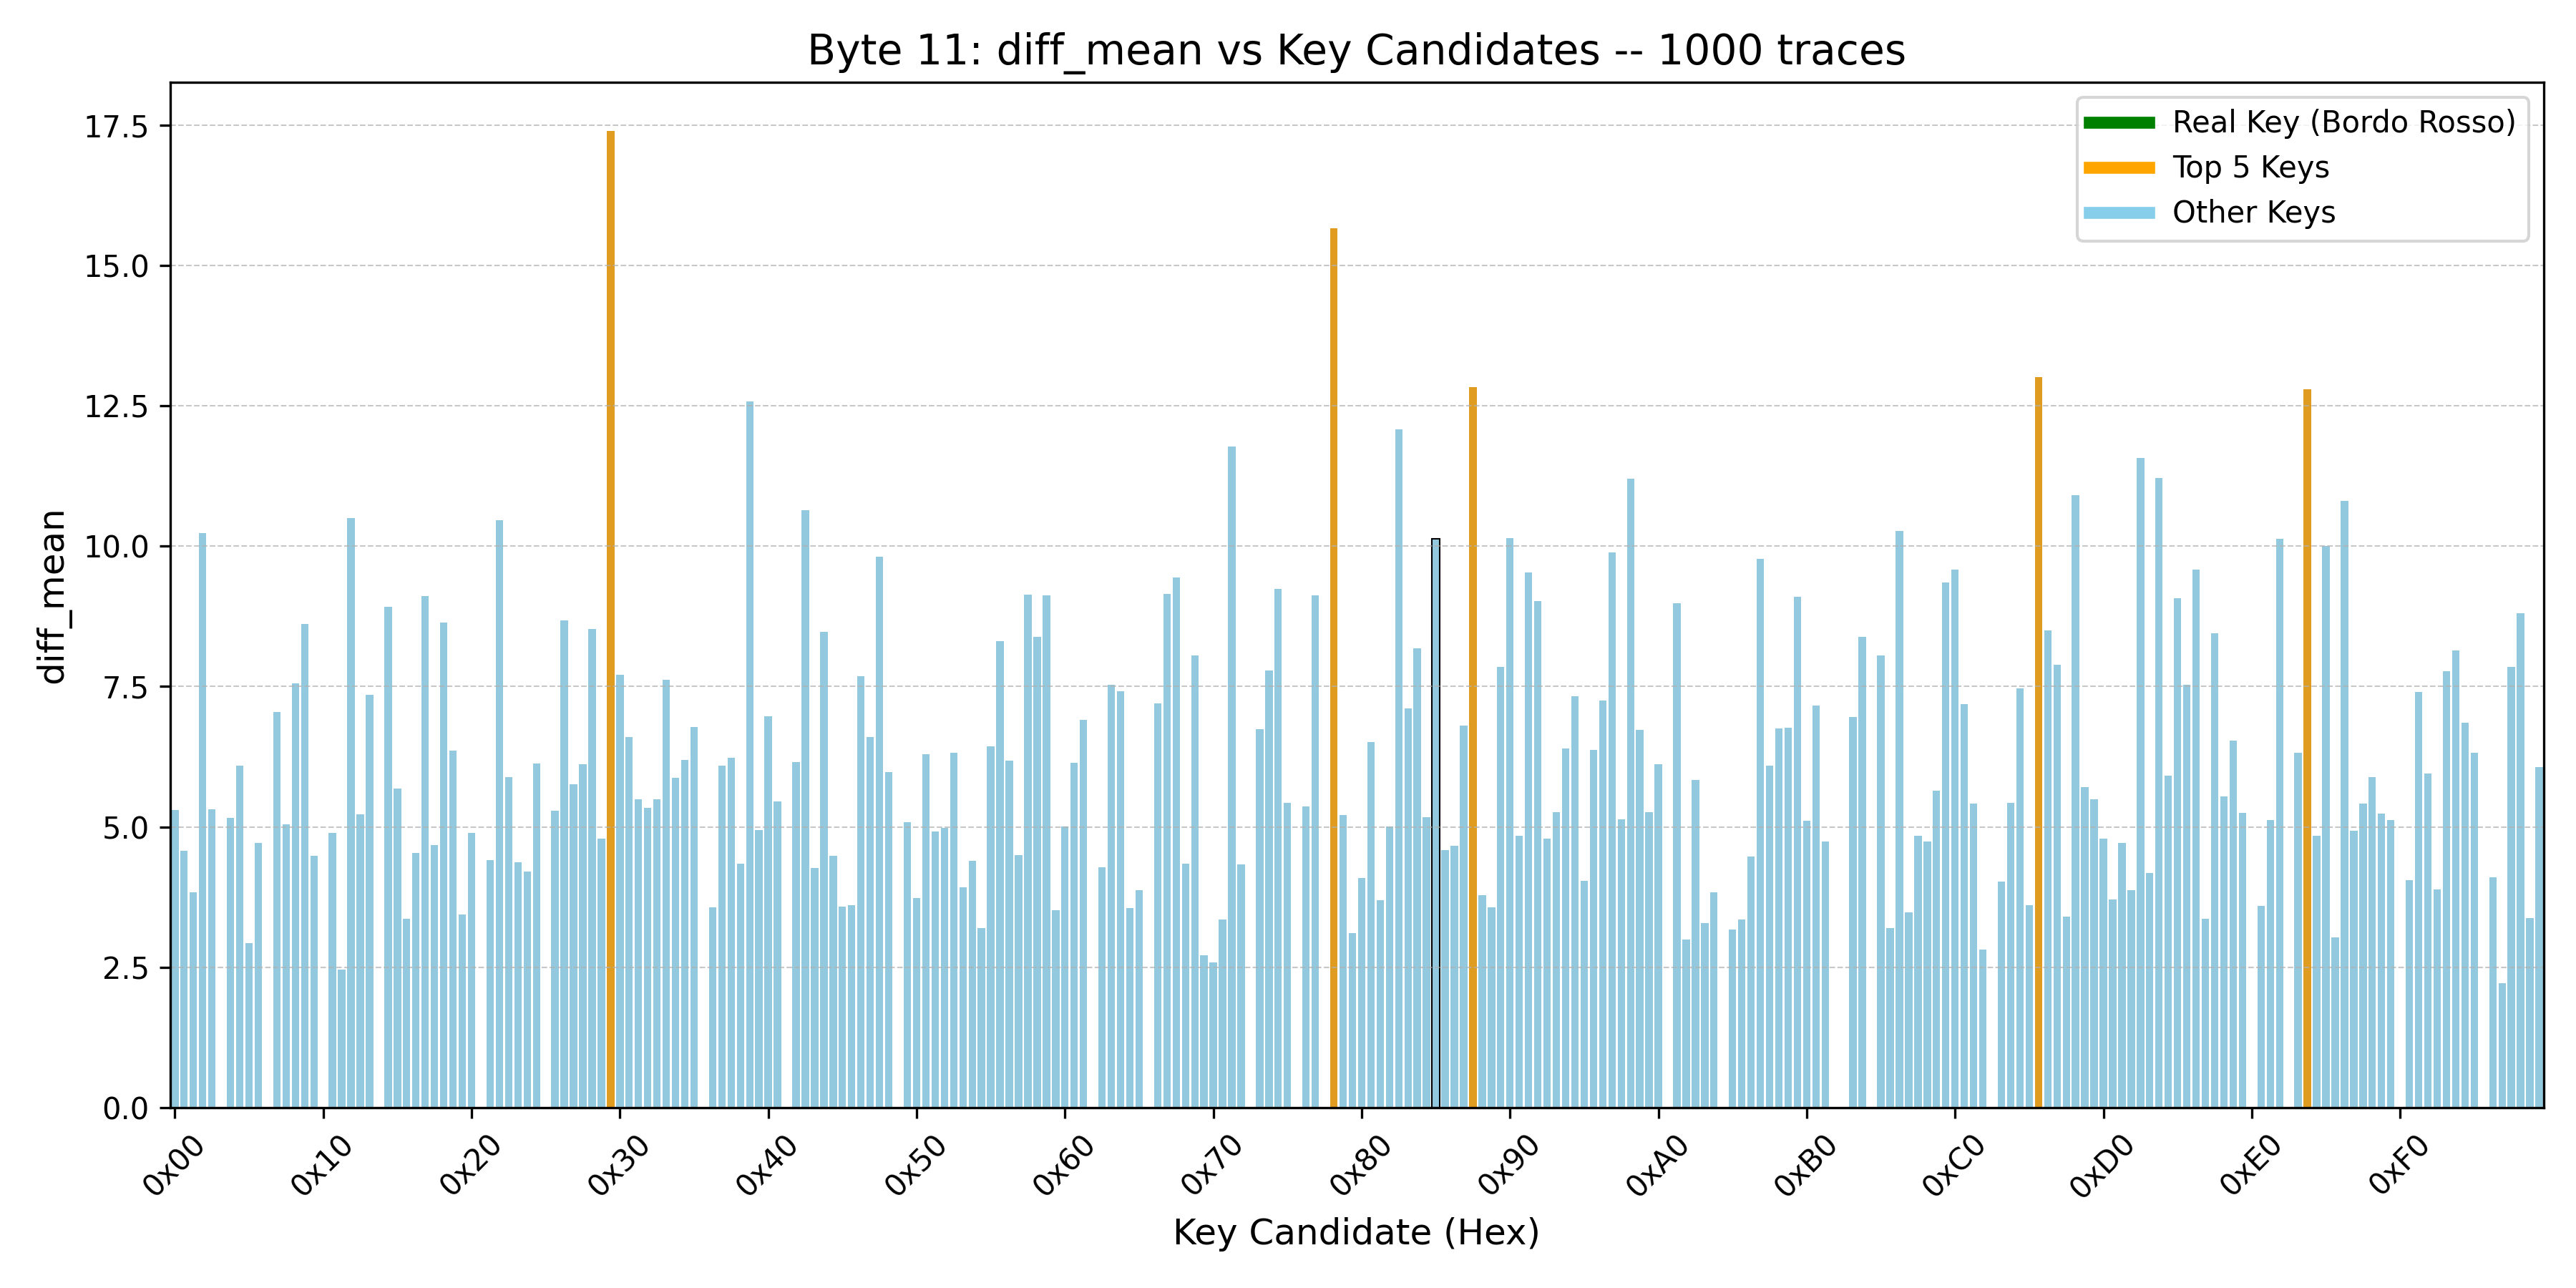 Byte 11: diff_mean vs Key Candidates -- 1000 traces
Real Key (Bordo Rosso)
Top 5 Keys
Other Keys
diff_mean
17.5
15.0
12.5
10.0
7.5
5.0
2.5
0.0
0x00
0x10
0x20
0x30
0x40
0x50
0x60
0x70
0x80
0x90
0xA0
0xB0
0xC0
0xD0
0xE0
0xF0
Key Candidate (Hex)